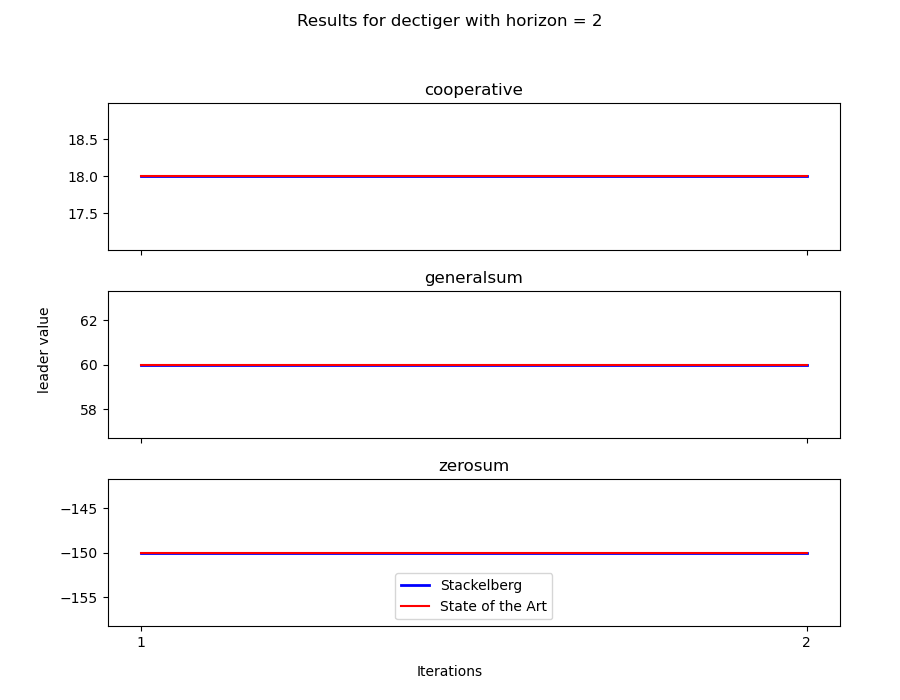 Results for dectiger with horizon = 2
cooperative
18.5
18.0
17.5
generalsum
62
60
58
leader value
zerosum
−145
−150
−155
Stackelberg
State of the Art
1
2
Iterations